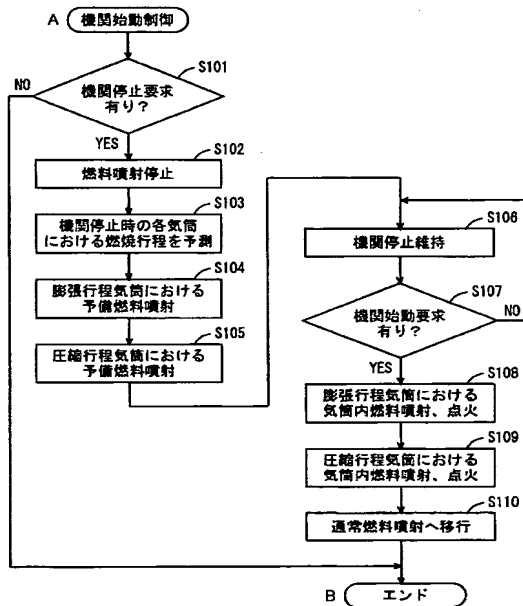 A 機関始動制御
S101
機関停止要求
有り?
NO
YES
S102
燃料噴射停止
S103
機関停止時の各気筒
における燃焼行程を予測
S104
膨張行程気筒における
予備燃料噴射
S105
圧縮行程気筒における
予備燃料噴射
S106
機関停止維持
S107
機関始動要求
有り?
NO
YES
S108
膨張行程気筒における
気筒内燃料噴射、点火
S109
圧縮行程気筒における
気筒内燃料噴射、点火
S110
通常燃料噴射へ移行
B エンド